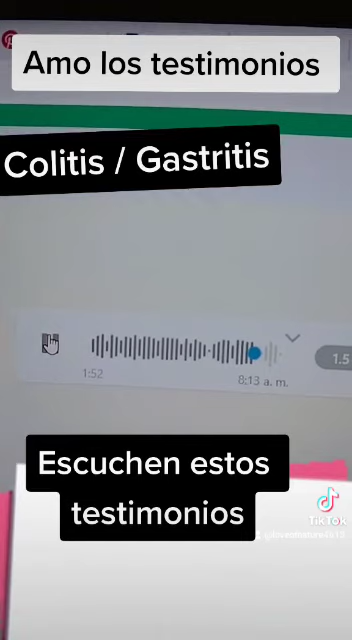 Amo los testimonios
Colitis / Gastritis
1:52
8:13 a. m.
1.5
Escuchen estos
testimonios
TikTok